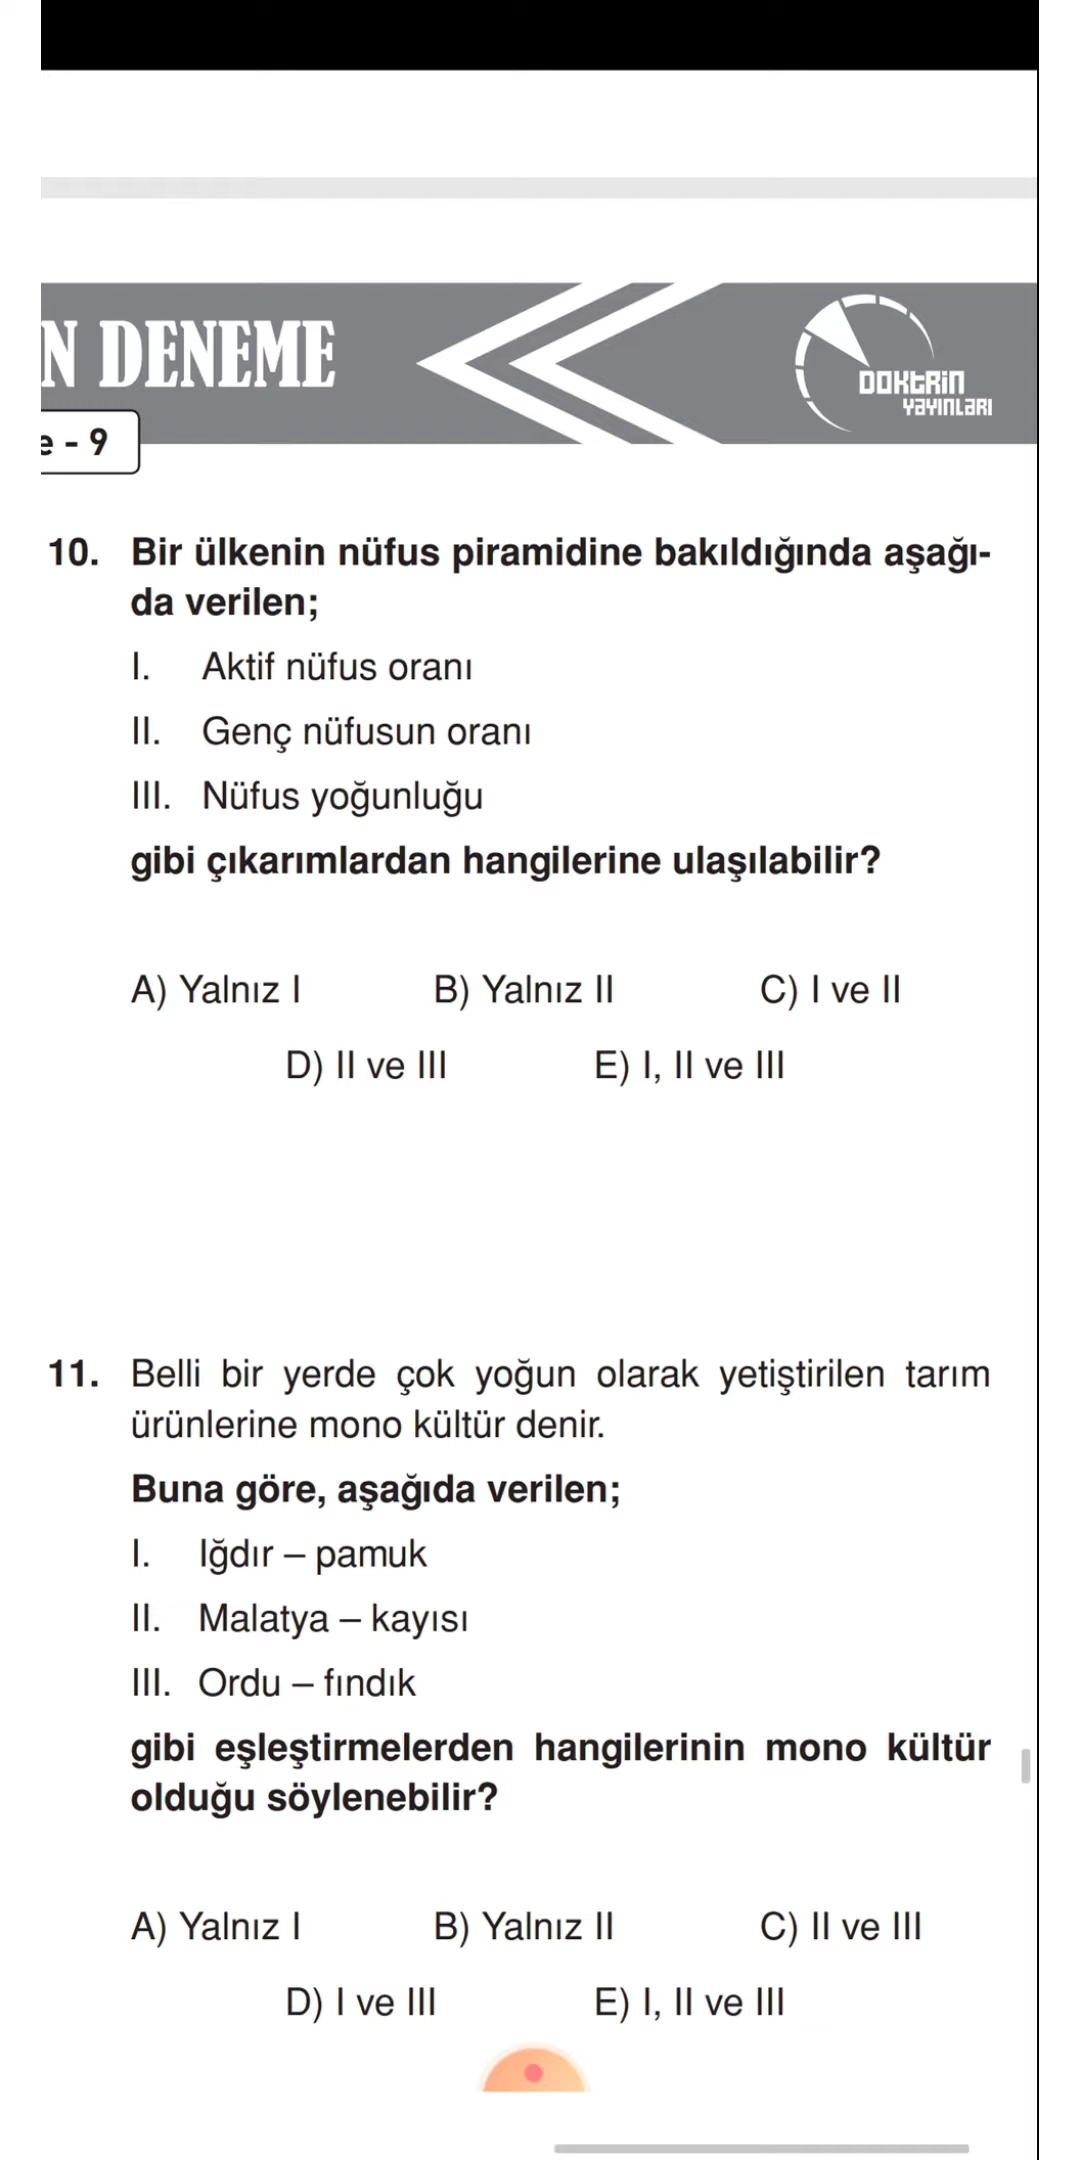 N DENEME
DOKTRİN
YAYINLARI
e - 9
10. Bir ülkenin nüfus piramidine bakıldığında aşağı-
da verilen;
I. Aktif nüfus oranı
II. Genç nüfusun oranı
III. Nüfus yoğunluğu
gibi çıkarımlardan hangilerine ulaşılabilir?
A) Yalnız I B) Yalnız II C) I ve II
D) II ve III E) I, II ve III
11. Belli bir yerde çok yoğun olarak yetiştirilen tarım
ürünlerine mono kültür denir.
Buna göre, aşağıda verilen;
I. Iğdır – pamuk
II. Malatya – kayısı
III. Ordu – fındık
gibi eşleştirmelerden hangilerinin mono kültür
olduğu söylenebilir?
A) Yalnız I B) Yalnız II C) II ve III
D) I ve III E) I, II ve III